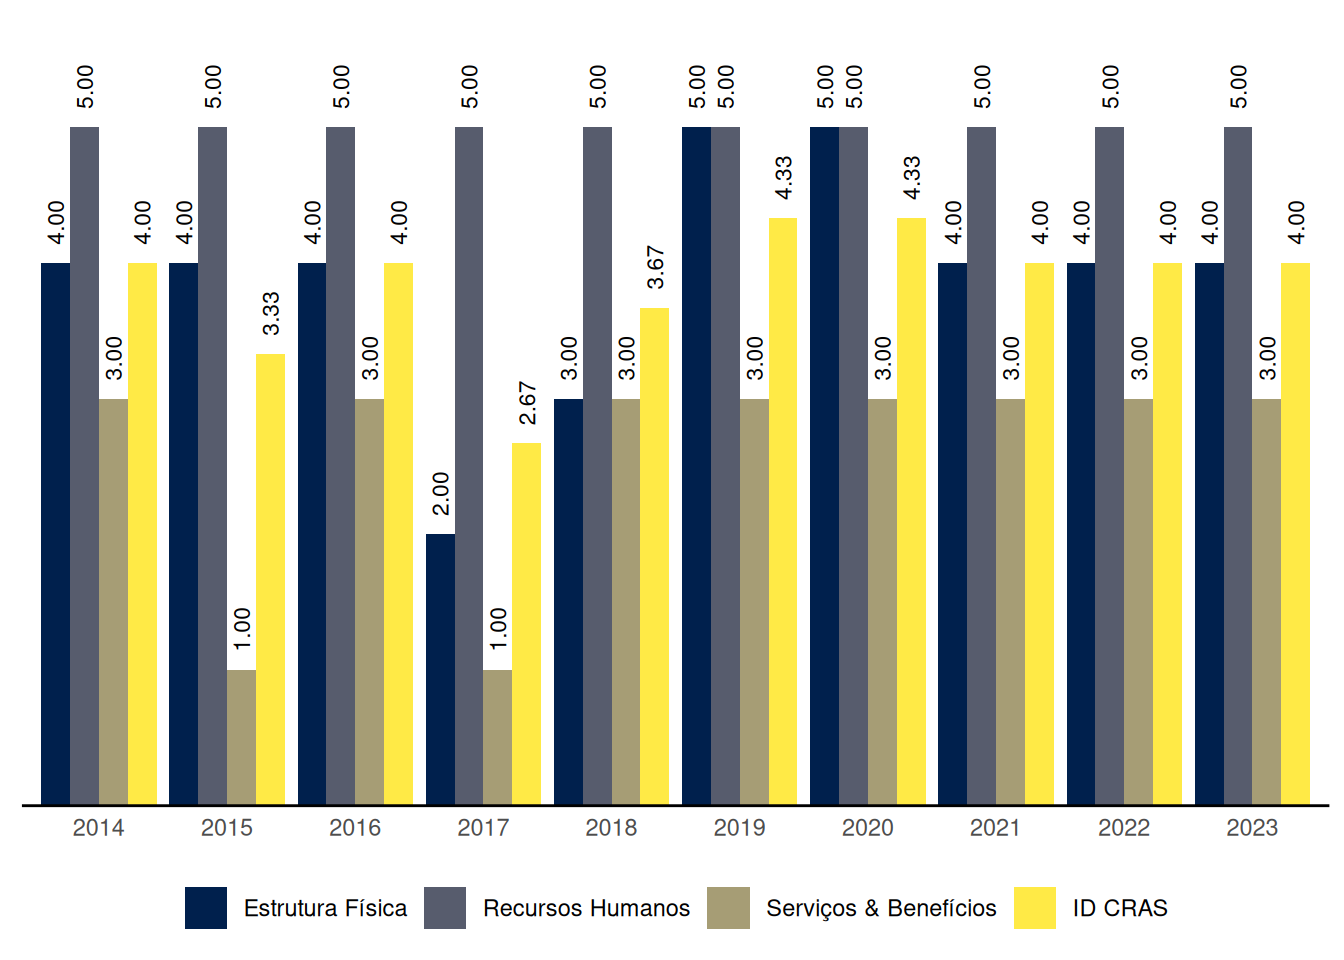 5.00 5.00 5.00 5.00 5.00 5.00 5.00 5.00 5.00 5.00 5.00 5.00
4.33 4.33
4.00 4.00 4.00 4.00 4.00 4.00 4.00 4.00 4.00 4.00 4.00
3.67
3.33
3.00 3.00 3.00 3.00 3.00 3.00 3.00 3.00 3.00
2.67
2.00
1.00 1.00
2014 2015 2016 2017 2018 2019 2020 2021 2022 2023
Estrutura Física Recursos Humanos Serviços & Benefícios ID CRAS